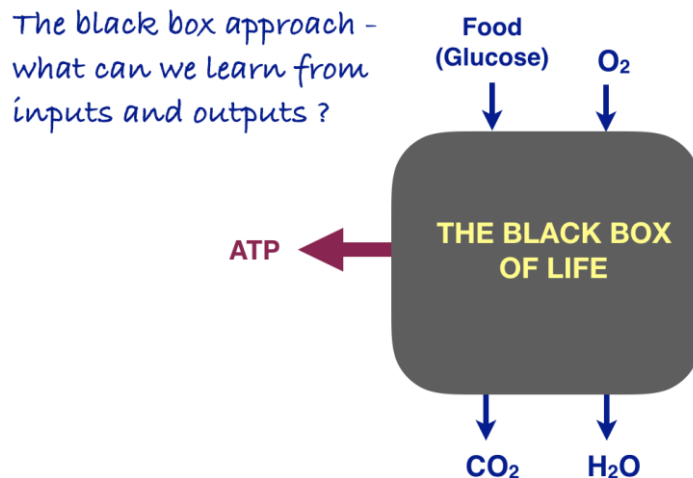 The black box approach -
what can we learn from
inputs and outputs ?
Food
(Glucose)
O₂
ATP
THE BLACK BOX
OF LIFE
CO₂
H₂O